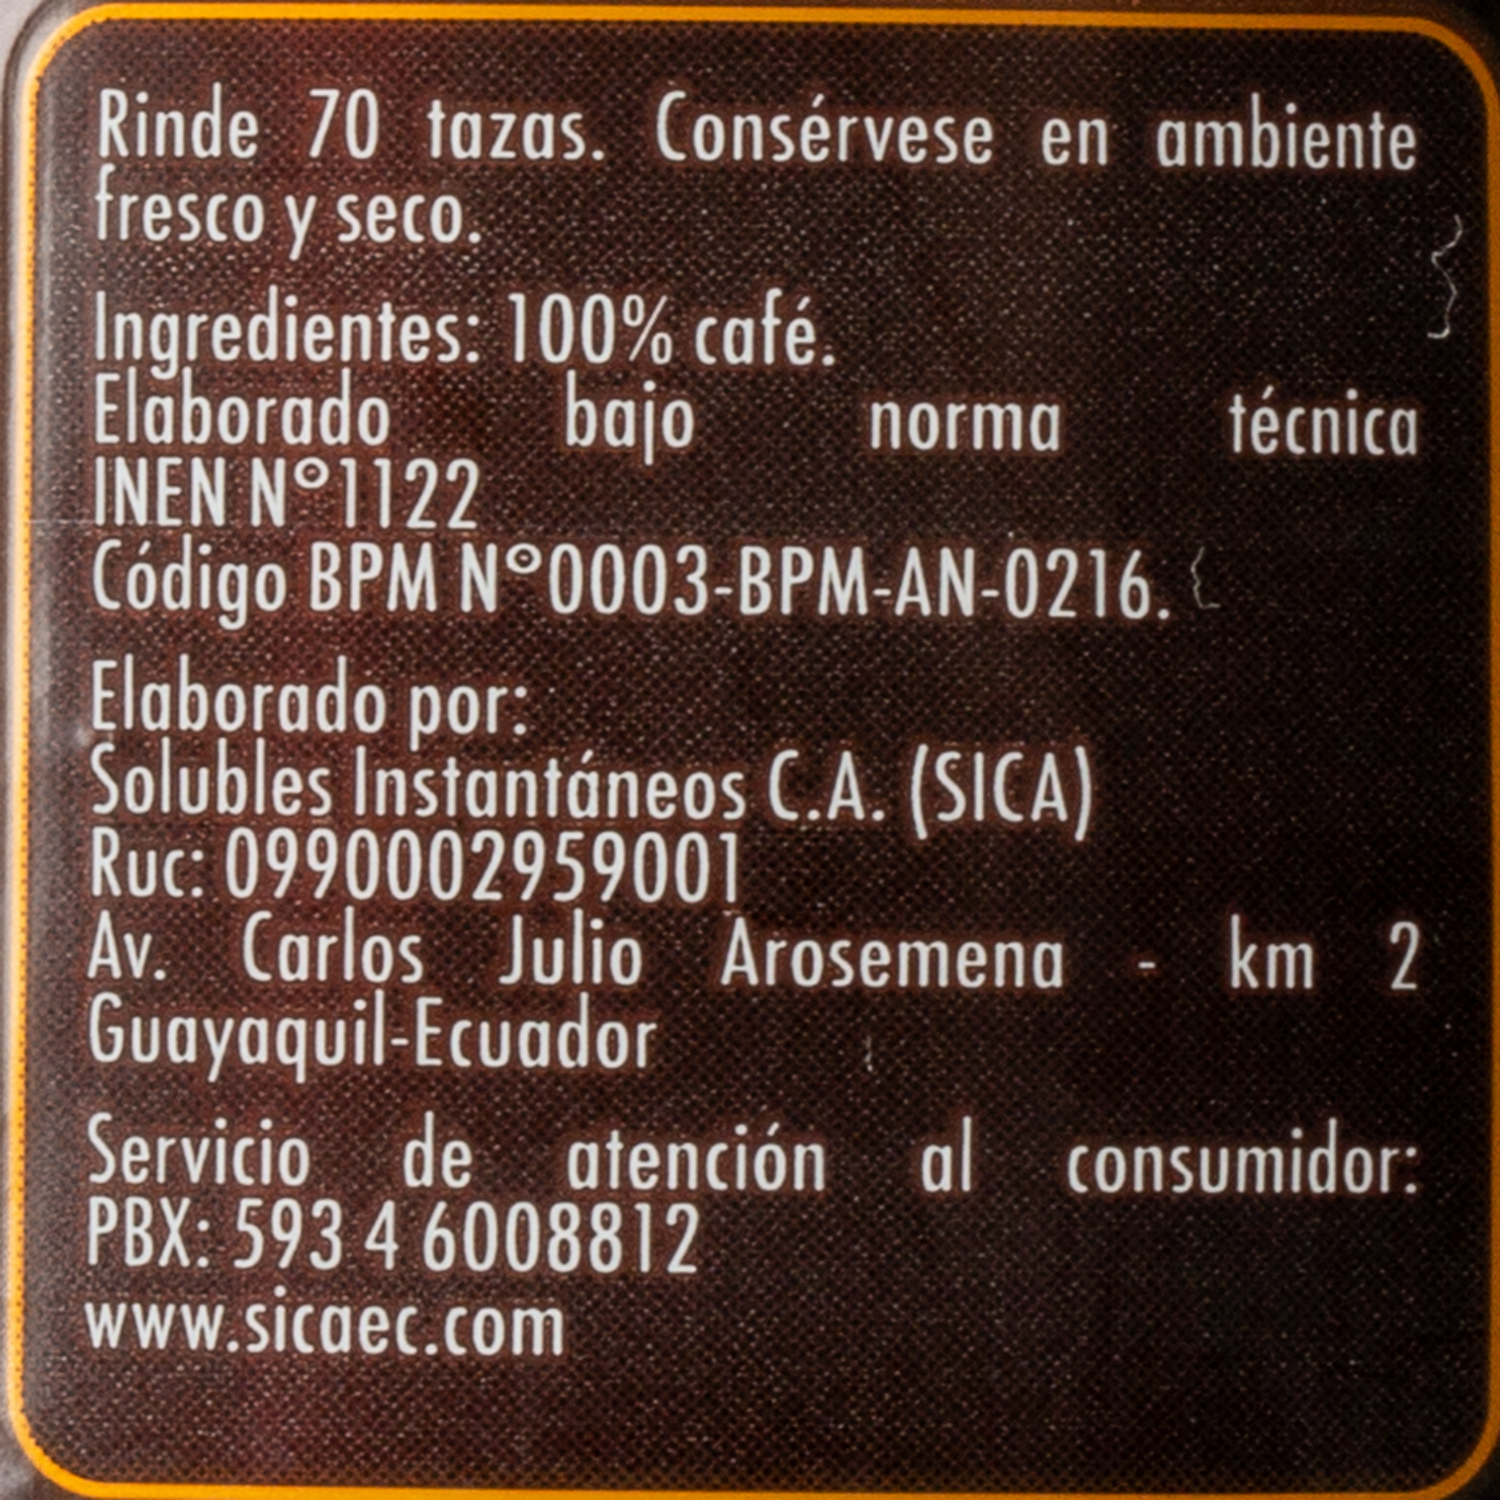 Rinde 70 tazas. Consérvese en ambiente
fresco y seco.
Ingredientes: 100% café.
Elaborado bajo norma técnica
INEN N°1122
Código BPM N°0003-BPM-AN-0216.
Elaborado por:
Solubles Instantáneos C.A. (SICA)
Ruc: 0990002959001
Av. Carlos Julio Arosemena - km 2
Guayaquil-Ecuador
Servicio de atención al consumidor:
PBX: 593 4 6008812
www.sicaec.com